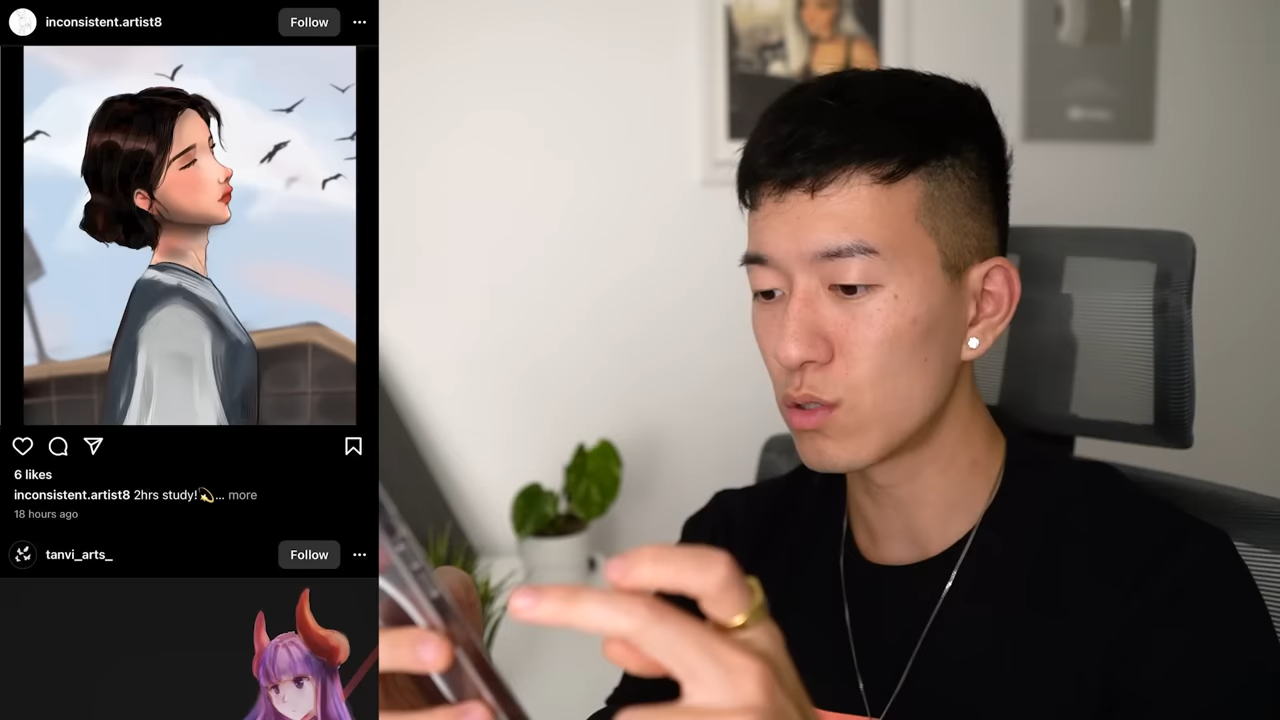 inconsistent.artist8
Follow
6 likes
inconsistent.artist8 2hrs study!💫... more
18 hours ago
tanvi_arts_
Follow